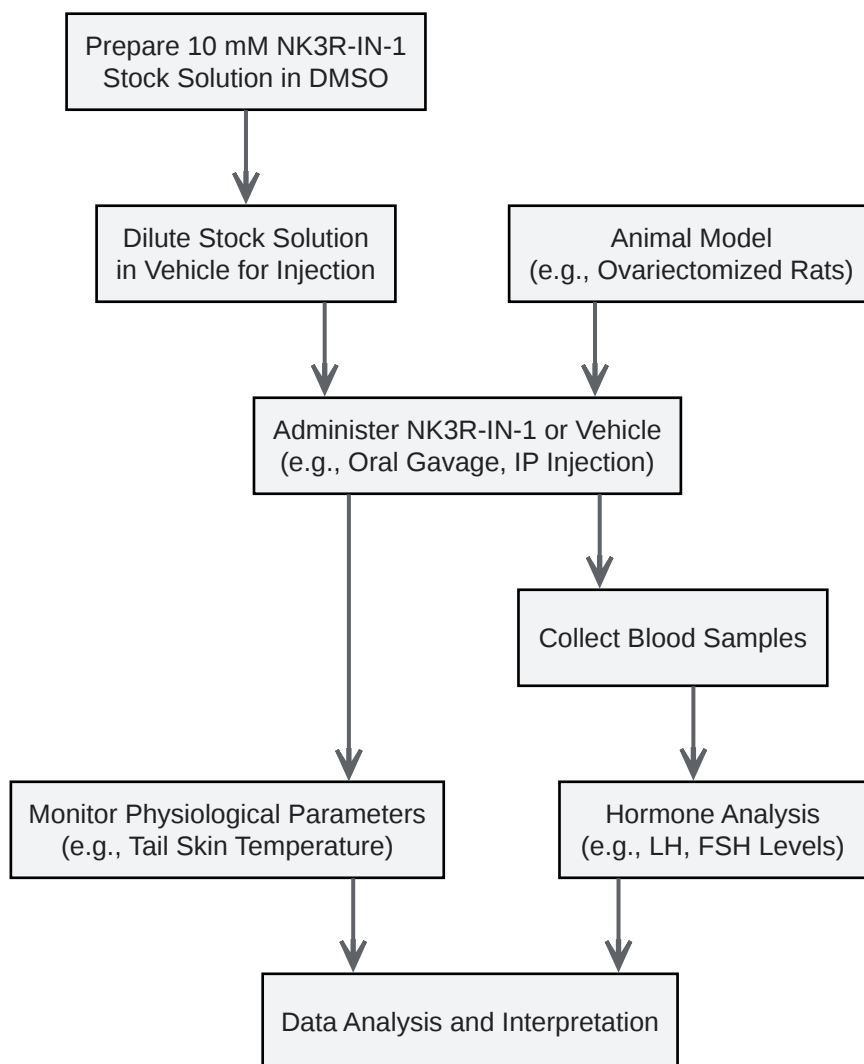 Prepare 10 mM NK3R-IN-1
Stock Solution in DMSO
Dilute Stock Solution
in Vehicle for Injection
Animal Model
(e.g., Ovariectomized Rats)
Administer NK3R-IN-1 or Vehicle
(e.g., Oral Gavage, IP Injection)
Collect Blood Samples
Monitor Physiological Parameters
(e.g., Tail Skin Temperature)
Hormone Analysis
(e.g., LH, FSH Levels)
Data Analysis and Interpretation